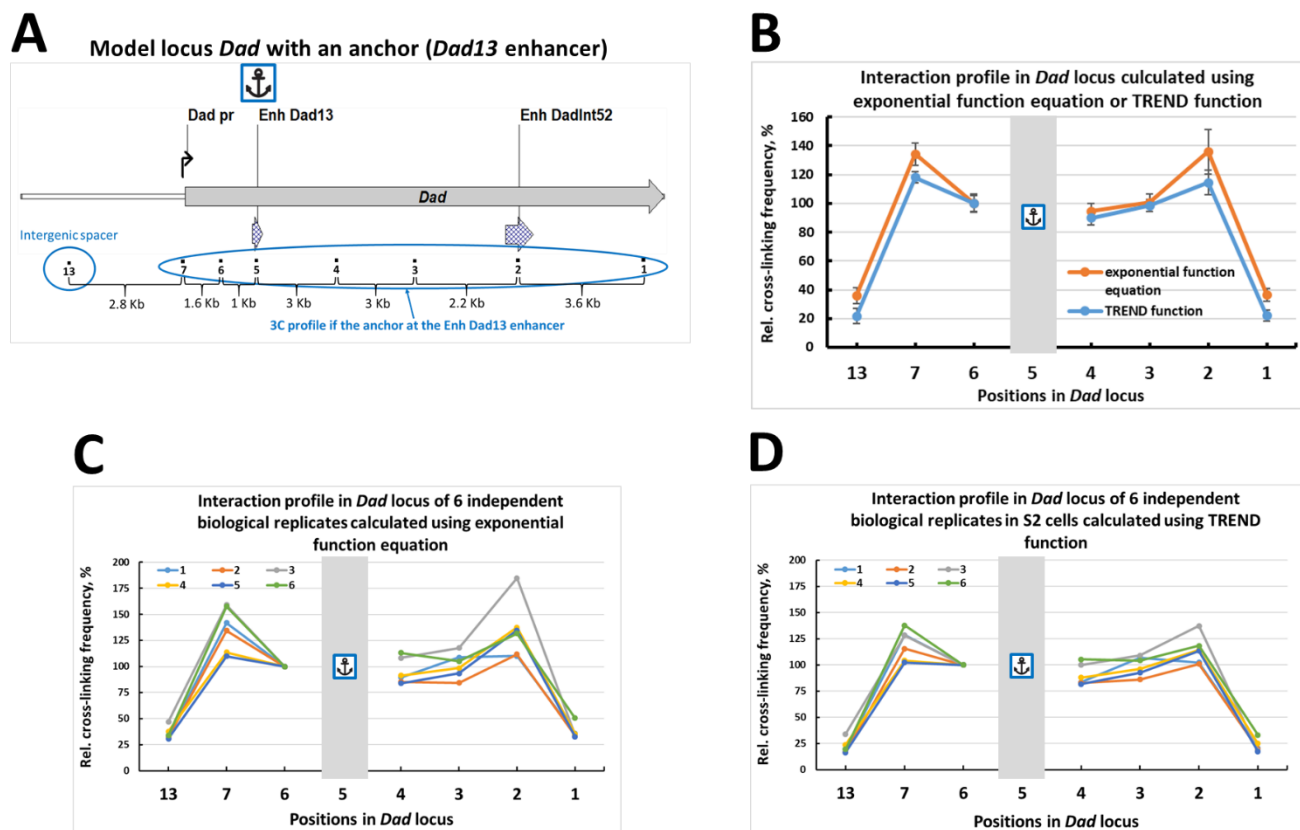 A
Model locus Dad with an anchor (Dad13 enhancer)
Dad pr
Enh Dad13
Enh DadInt52
Dad
Intergenic spacer
13 7 6 5 4 3 2 1
2.8 Kb 1.6 Kb 1 Kb 3 Kb 3 Kb 2.2 Kb 3.6 Kb
3C profile if the anchor at the Enh Dad13 enhancer
B
Interaction profile in Dad locus culculated using
exponential function equation or TREND function
Rel. cross-linking frequency, %
160
140
120
100
80
60
40
20
0
exponential function
equation
TREND function
13 7 6 5 4 3 2 1
Positions in Dad locus
C
Interaction profile in Dad locus of 6 independent
biological replicates calculated using exponential
function equation
Rel. cross-linking frequency, %
200
175
150
125
100
75
50
25
0
1 2 3
4 5 6
13 7 6 5 4 3 2 1
Positions in Dad locus
D
Interaction profile in Dad locus of 6 independent
biological replicates in S2 cells calculated using TREND
function
Rel. cross-linking frequency, %
200
175
150
125
100
75
50
25
0
1 2 3
4 5 6
13 7 6 5 4 3 2 1
Positions in Dad locus